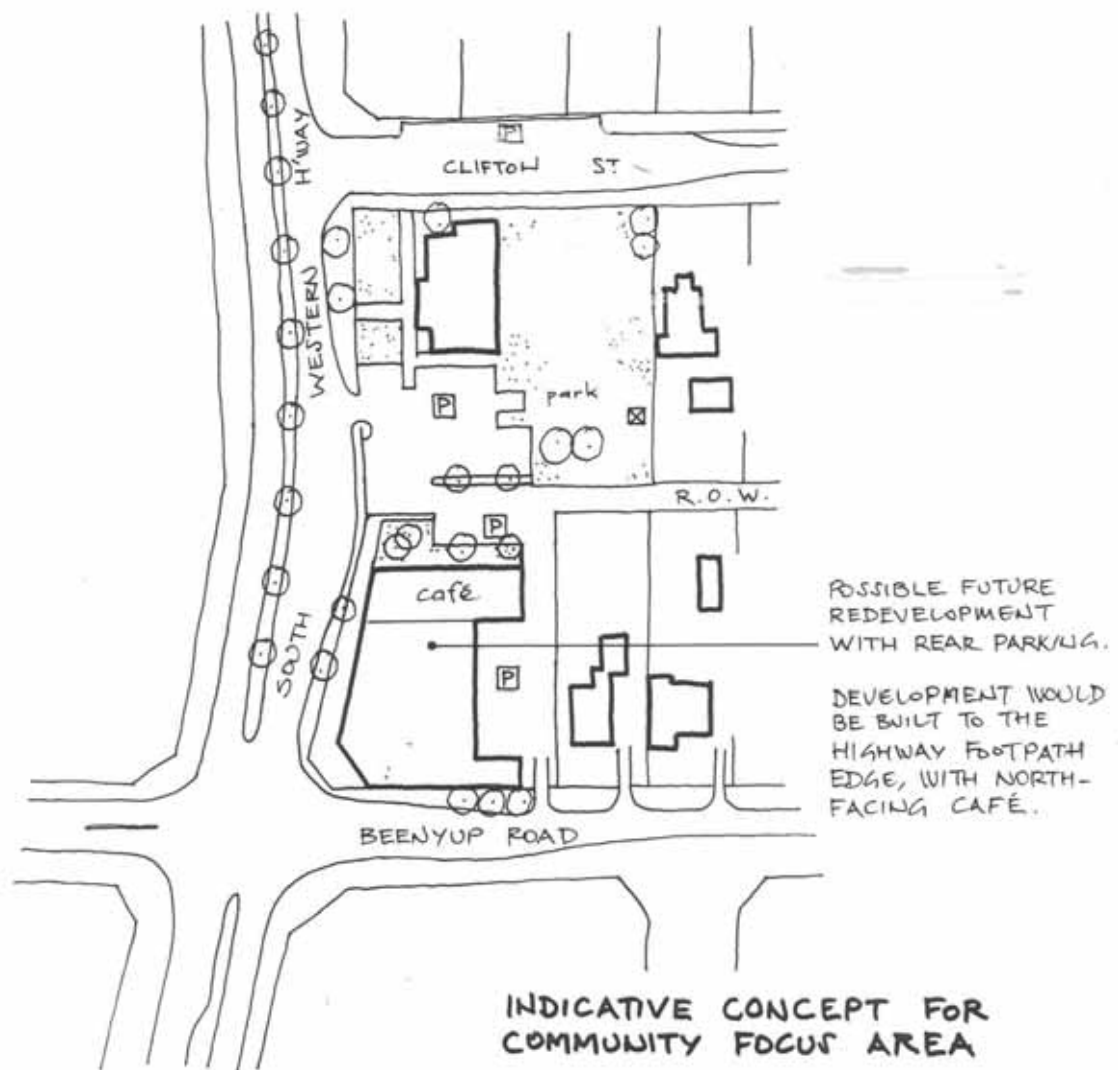 H'WAY
WESTERN
SOUTH
P
CLIFTON ST
park
P
R.O.W.
P
café
P
POSSIBLE FUTURE
REDEVELOPMENT
WITH REAR PARKING.
DEVELOPMENT WOULD
BE BUILT TO THE
HIGHWAY FOOTPATH
EDGE, WITH NORTH-
FACING CAFÉ.
BEENYUP ROAD
INDICATIVE CONCEPT FOR
COMMUNITY FOCUS AREA